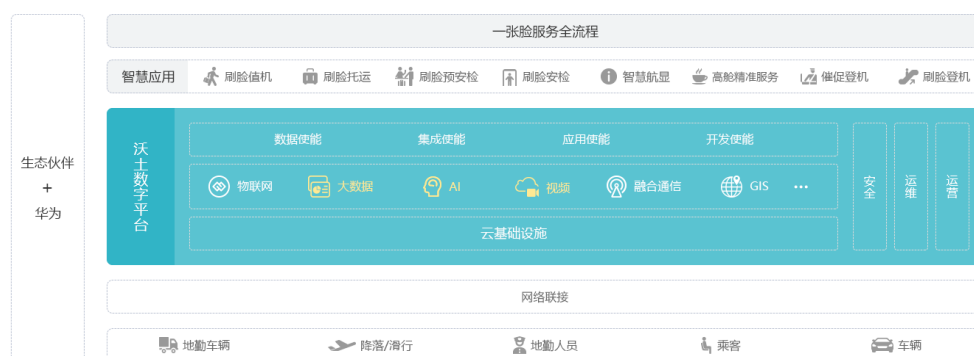 一张脸服务全流程
智慧应用 刷脸值机 刷脸托运 刷脸预安检 刷脸安检 智慧航显 高舱精准服务 催促登机 刷脸登机
生态伙伴
+
华为
沃土数字平台
数据使能 集成使能 应用使能 开发使能
物联网 大数据 AI 视频 融合通信 GIS ···
云基础设施
安全
运维
运营
网络联接
地勤车辆 降落/滑行 地勤人员 乘客 车辆